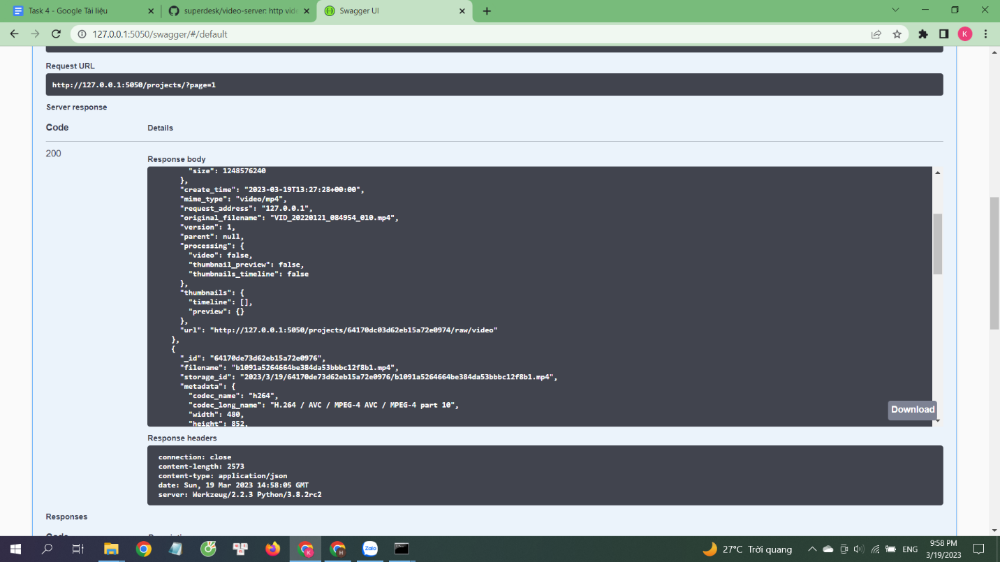 Task 4 - Google Tài liệu
superdesk/video-server: http vid
Swagger UI
127.0.0.1:5050/swagger/#/default
K
Request URL
http://127.0.0.1:5050/projects/?page=1
Server response
Code Details
200
Response body
"size": 1248576240
},
"create_time": "2023-03-19T13:27:28+00:00",
"mime_type": "video/mp4",
"request_address": "127.0.0.1",
"original_filename": "VID_20220121_084954_010.mp4",
"version": 1,
"parent": null,
"processing": {
"video": false,
"thumbnail_preview": false,
"thumbnails_timeline": false
},
"thumbnails": {
"timeline": [],
"preview": {}
},
"url": "http://127.0.0.1:5050/projects/64170dc03d62eb15a72e0974/raw/video"
},
{
"_id": "64170de73d62eb15a72e0976",
"filename": "b1091a5264664be384da53bbbc12f8b1.mp4",
"storage_id": "2023/3/19/64170de73d62eb15a72e0976/b1091a5264664be384da53bbbc12f8b1.mp4",
"metadata": {
"codec_name": "h264",
"codec_long_name": "H.264 / AVC / MPEG-4 AVC / MPEG-4 part 10",
"width": 480,
"height": 852,
Download
Response headers
connection: close
content-length: 2573
content-type: application/json
date: Sun, 19 Mar 2023 14:58:05 GMT
server: Werkzeug/2.2.3 Python/3.8.2rc2
Responses
K
H
Zalo
27°C Trời quang
ENG
9:58 PM
3/19/2023